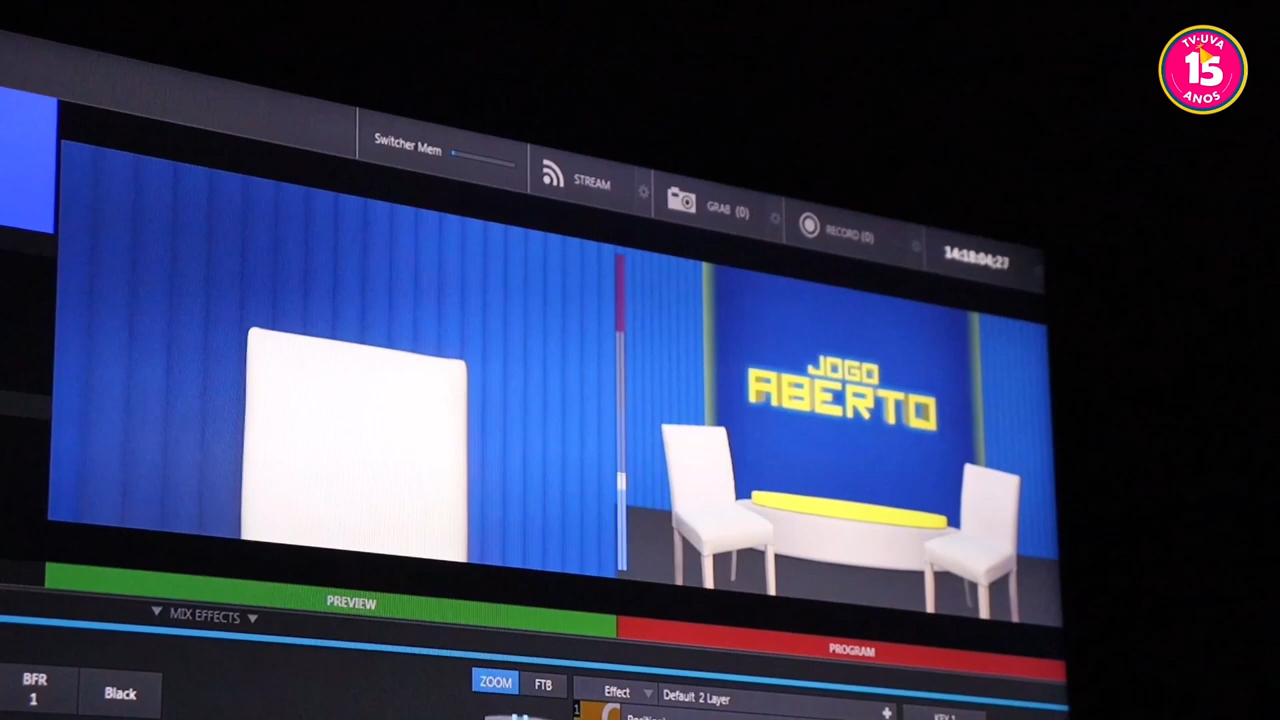 TV-UVA
15
ANOS
Switcher Mem
STREAM
GRAB (0)
RECORD (0)
14:18:04;27
JOGO
ABERTO
PREVIEW
PROGRAM
MIX EFFECTS
BFR
1
Black
ZOOM
FTB
Effect
Default 2 Layer
1